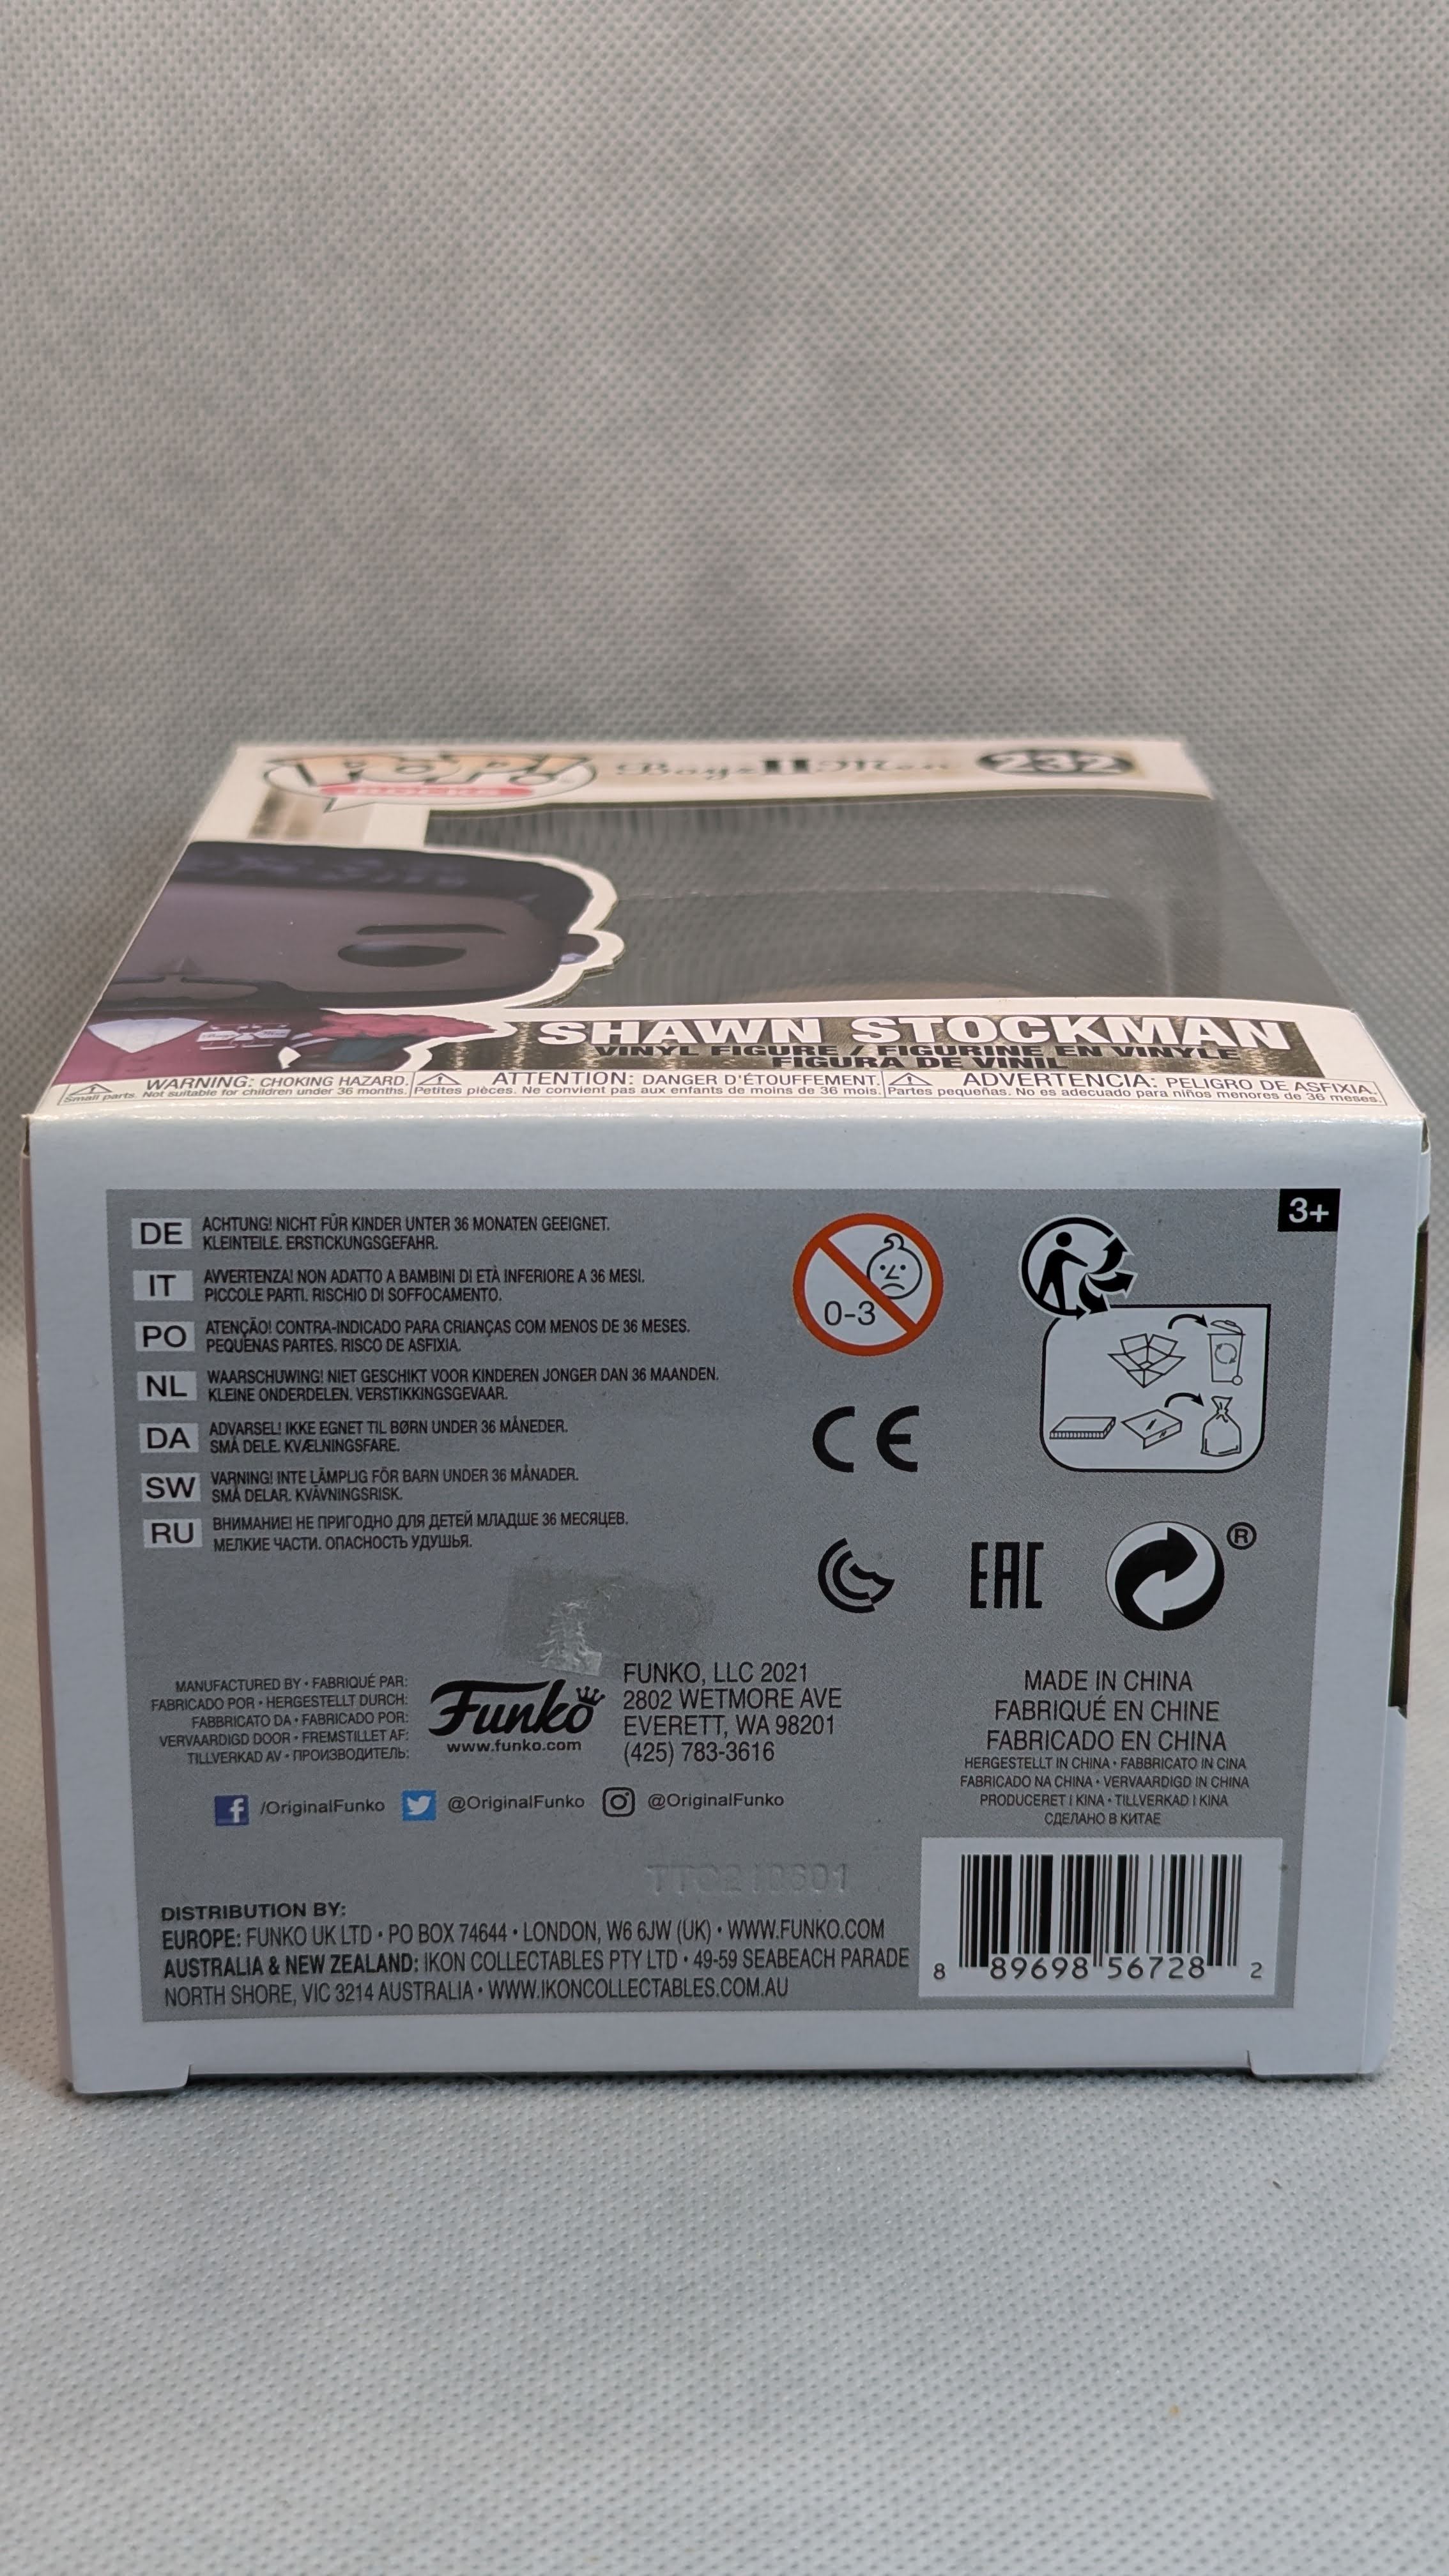 POP!
ROCKS
Boyz II Men
232
SHAWN STOCKMAN
VINYL FIGURE / FIGURINE EN VINYLE
FIGURA DE VINIL
WARNING: CHOKING HAZARD.
Small parts. Not suitable for children under 36 months.
ATTENTION: DANGER D'ÉTOUFFEMENT.
Petites pièces. Ne convient pas aux enfants de moins de 36 mois.
ADVERTENCIA: PELIGRO DE ASFIXIA.
Partes pequeñas. No es adecuado para niños menores de 36 meses.
3+
DE ACHTUNG! NICHT FÜR KINDER UNTER 36 MONATEN GEEIGNET.
KLEINTEILE. ERSTICKUNGSGEFAHR.
IT AVVERTENZA! NON ADATTO A BAMBINI DI ETÀ INFERIORE A 36 MESI.
PICCOLE PARTI. RISCHIO DI SOFFOCAMENTO.
PO ATENÇÃO! CONTRA-INDICADO PARA CRIANÇAS COM MENOS DE 36 MESES.
PEQUENAS PARTES. RISCO DE ASFIXIA.
NL WAARSCHUWING! NIET GESCHIKT VOOR KINDEREN JONGER DAN 36 MAANDEN.
KLEINE ONDERDELEN. VERSTIKKINGSGEVAAR.
DA ADVARSEL! IKKE EGNET TIL BØRN UNDER 36 MÅNEDER.
SMÅ DELE. KVÆLNINGSFARE.
SW VARNING! INTE LÄMPLIG FÖR BARN UNDER 36 MÅNADER.
SMÅ DELAR. KVÄVNINGSRISK.
RU ВНИМАНИЕ! НЕ ПРИГОДНО ДЛЯ ДЕТЕЙ МЛАДШЕ 36 МЕСЯЦЕВ.
МЕЛКИЕ ЧАСТИ. ОПАСНОСТЬ УДУШЬЯ.
0-3
CE
EAC
®
MANUFACTURED BY • FABRIQUÉ PAR:
FABRICADO POR • HERGESTELLT DURCH:
FABBRICATO DA • FABRICADO POR:
VERVAARDIGD DOOR • FREMSTILLET AF:
TILLVERKAD AV • ПРОИЗВОДИТЕЛЬ:
Funko
www.funko.com
FUNKO, LLC 2021
2802 WETMORE AVE
EVERETT, WA 98201
(425) 783-3616
/OriginalFunko @OriginalFunko @OriginalFunko
MADE IN CHINA
FABRIQUÉ EN CHINE
FABRICADO EN CHINA
HERGESTELLT IN CHINA • FABBRICATO IN CINA
FABRICADO NA CHINA • VERVAARDIGD IN CHINA
PRODUCERET I KINA • TILLVERKAD I KINA
СДЕЛАНО В КИТАЕ
DISTRIBUTION BY:
EUROPE: FUNKO UK LTD • PO BOX 74644 • LONDON, W6 6JW (UK) • WWW.FUNKO.COM
AUSTRALIA & NEW ZEALAND: IKON COLLECTABLES PTY LTD • 49-59 SEABEACH PARADE
NORTH SHORE, VIC 3214 AUSTRALIA • WWW.IKONCOLLECTABLES.COM.AU
8 89698 56728 2